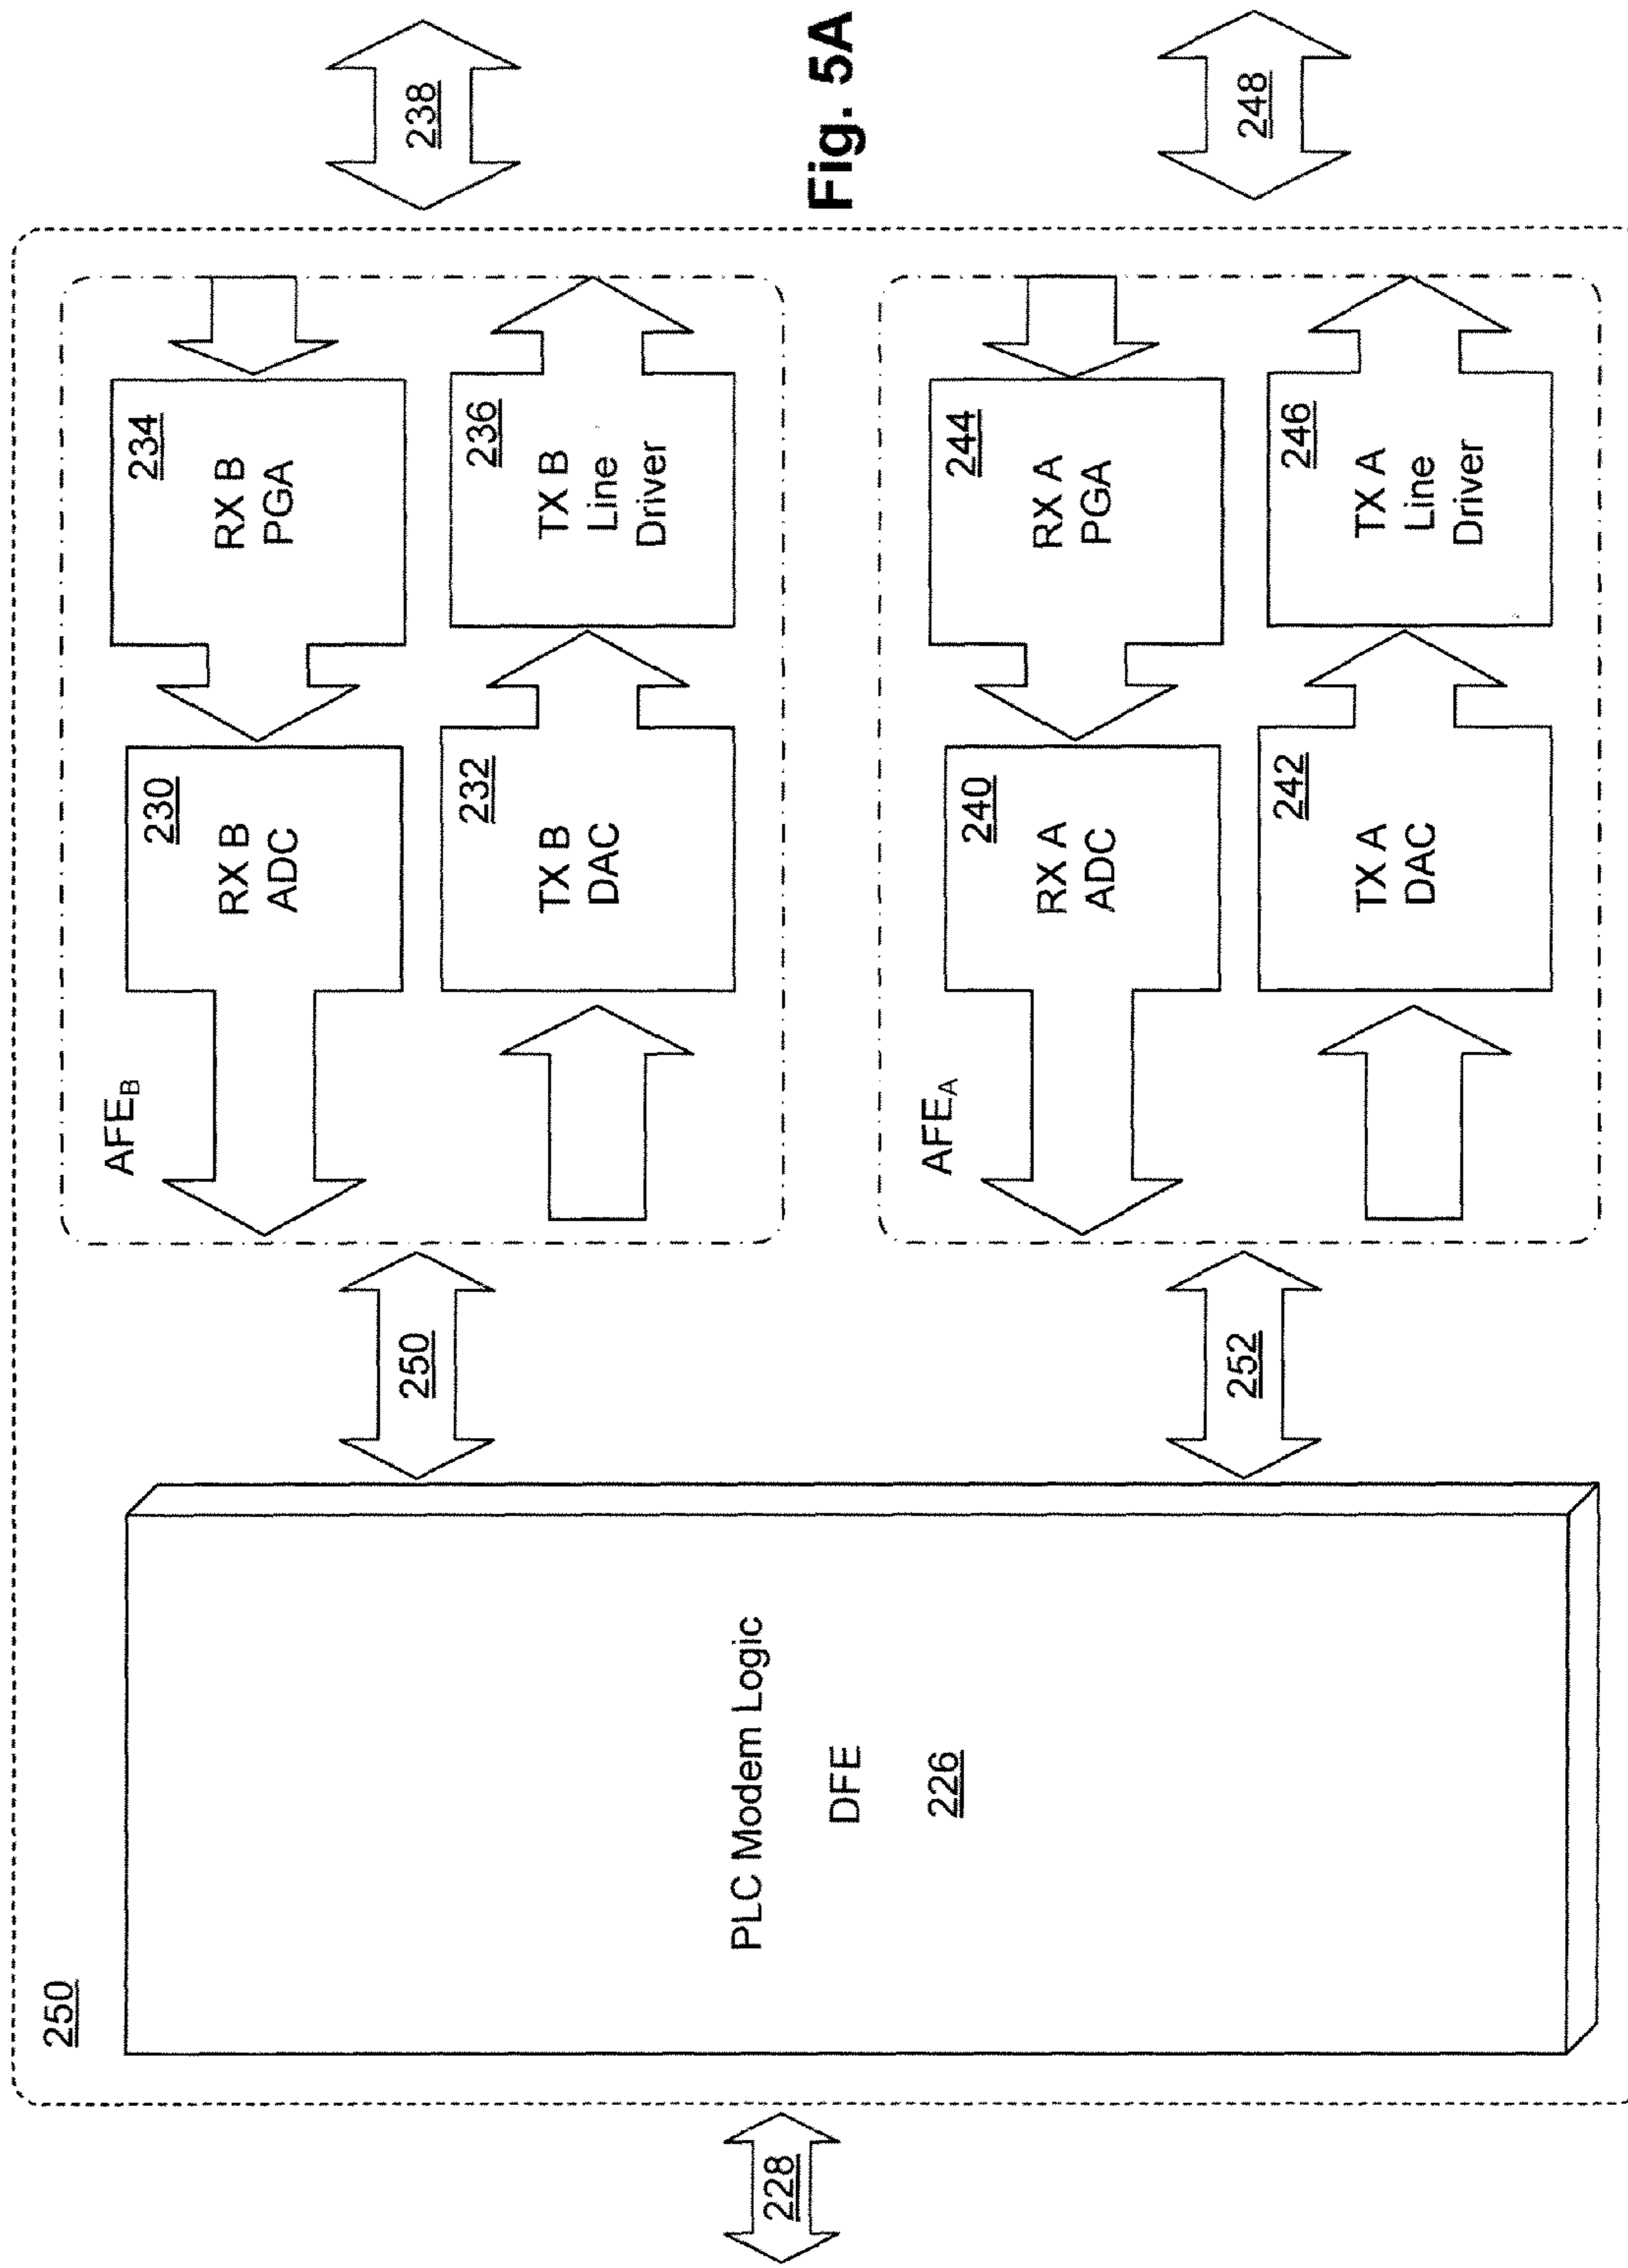 250
228
PLC Modem Logic
DFE
226
250
252
AFEB
230
RX B
ADC
234
RX B
PGA
232
TX B
DAC
236
TX B
Line
Driver
238
AFEA
240
RX A
ADC
244
RX A
PGA
242
TX A
DAC
246
TX A
Line
Driver
248
Fig. 5A